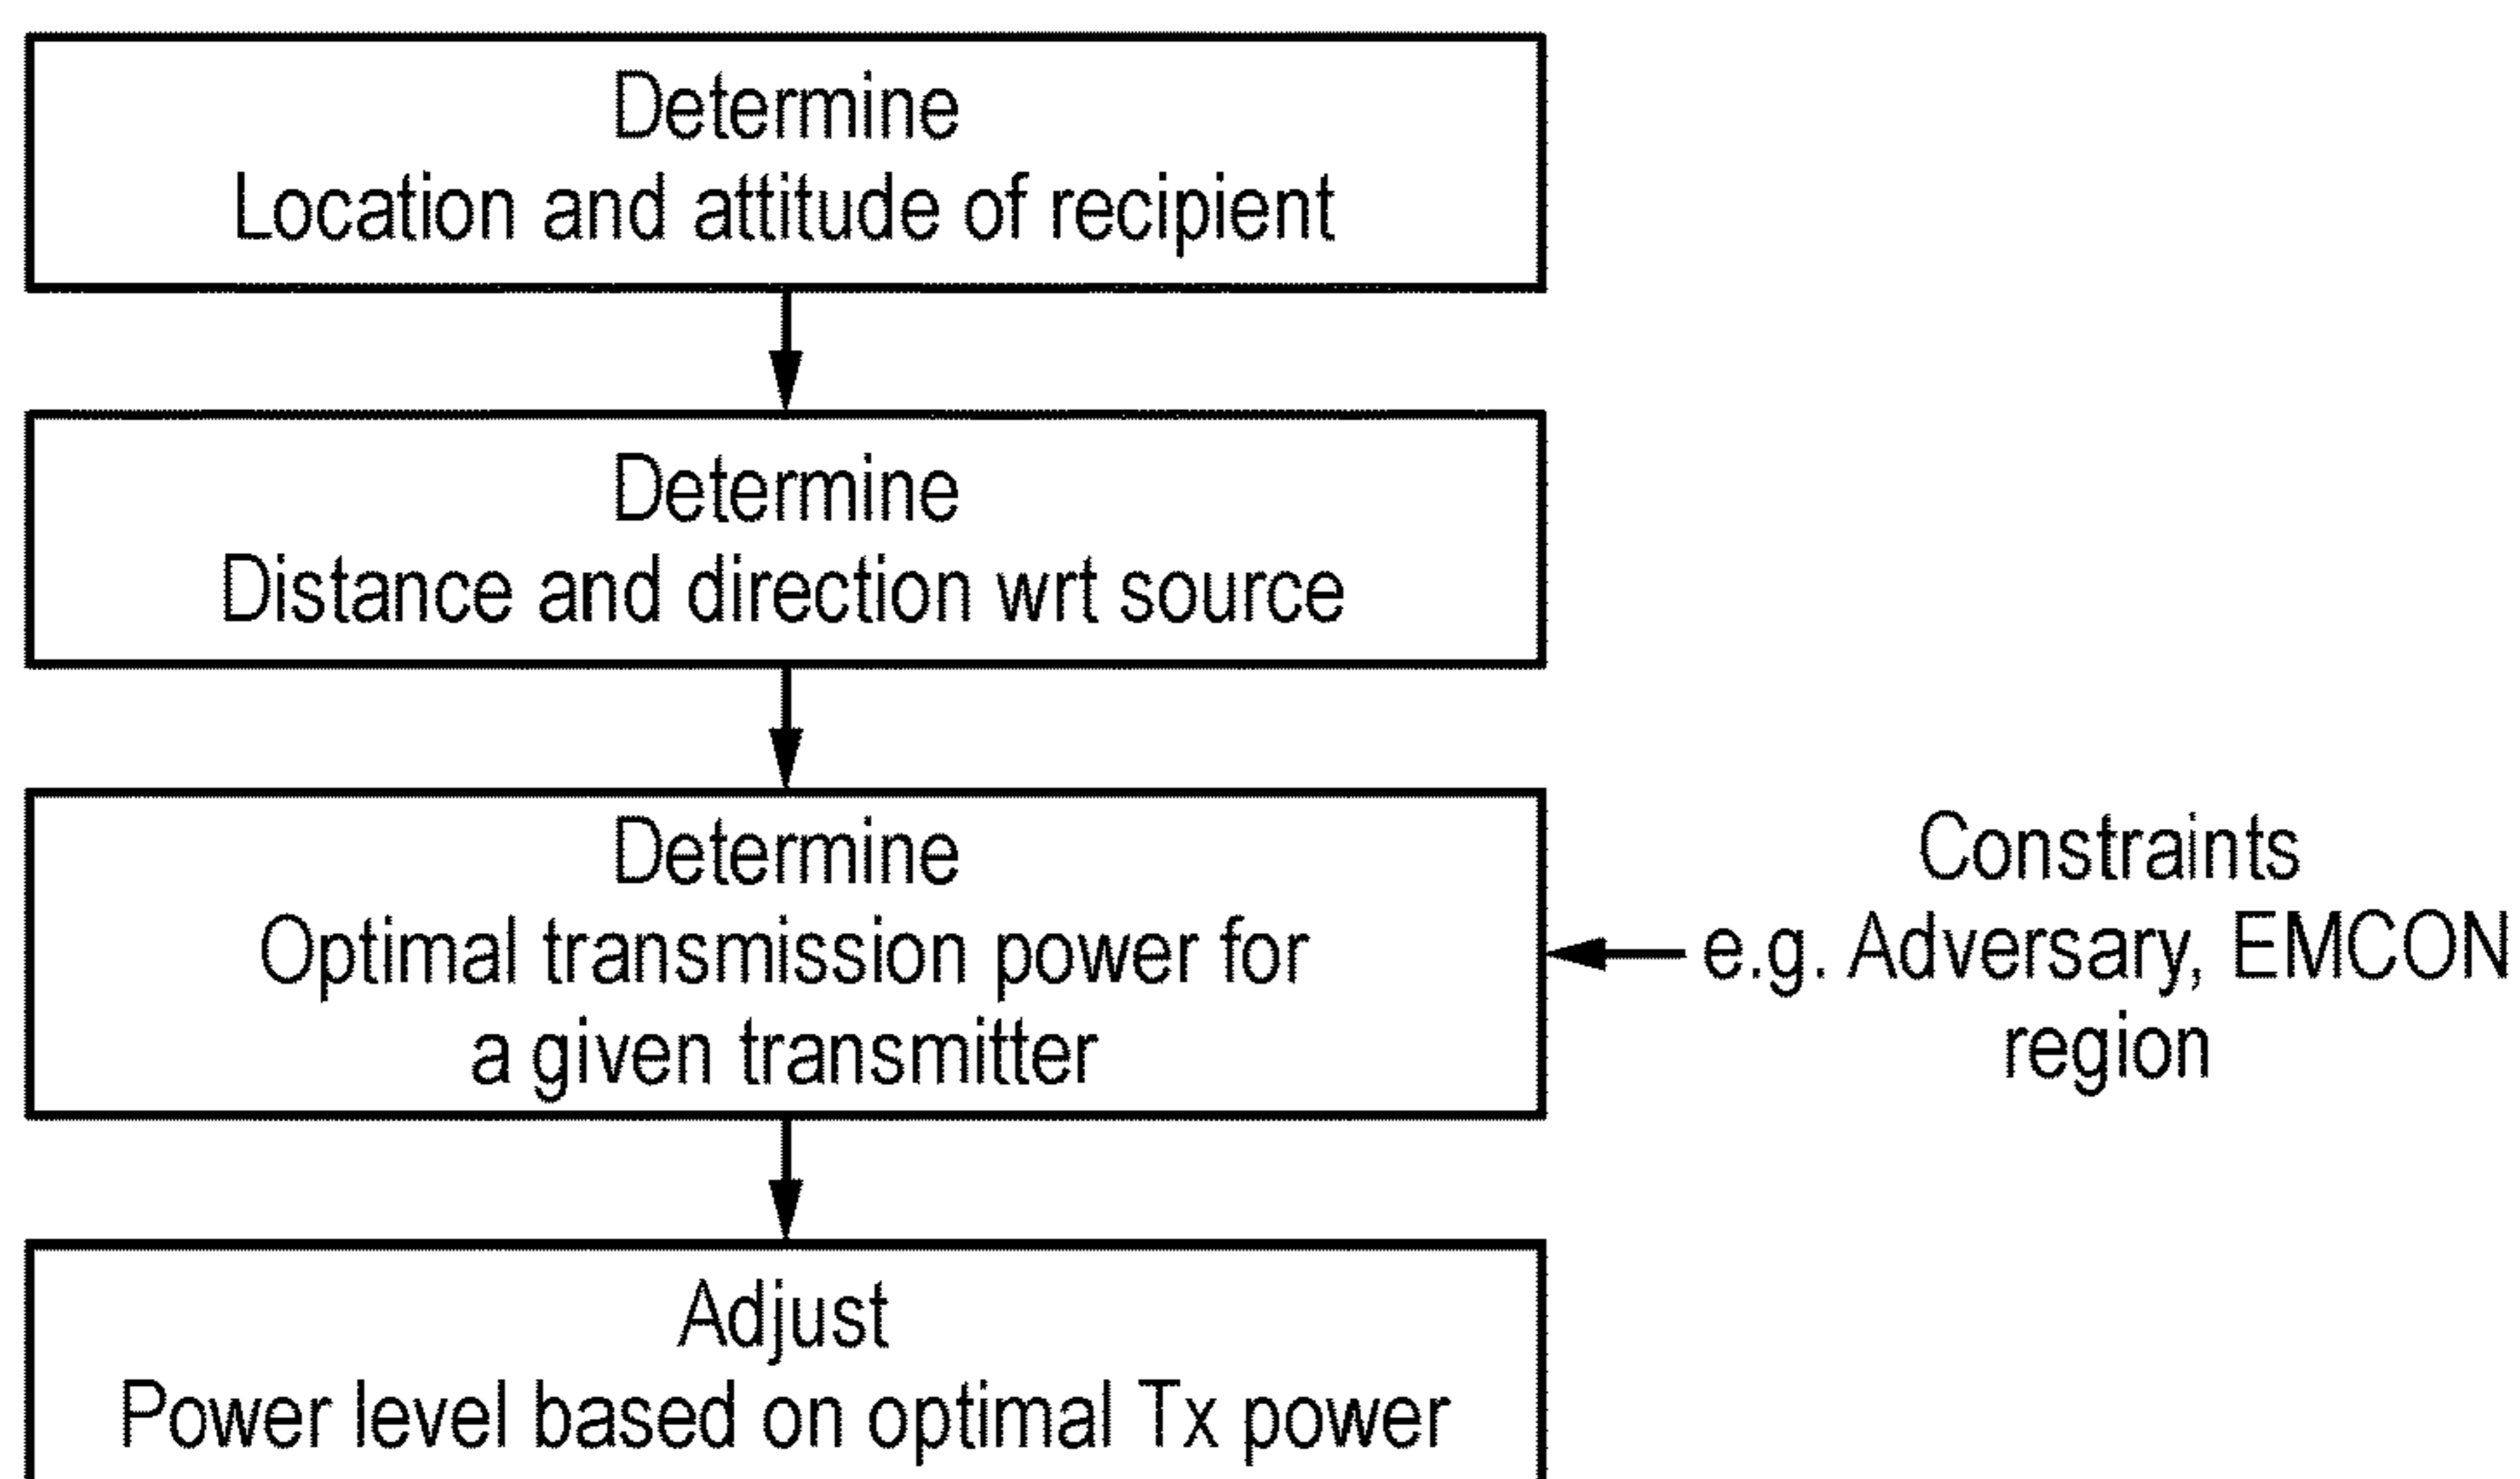 Determine
Location and attitude of recipient
Determine
Distance and direction wrt source
Determine
Optimal transmission power for
a given transmitter
Constraints
e.g. Adversary, EMCON
region
Adjust
Power level based on optimal Tx power